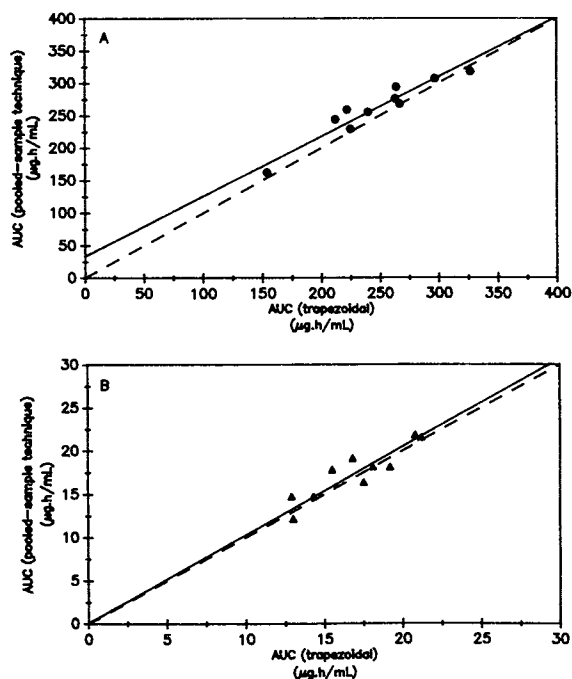 A
AUC (pooled-sample technique)
(µg.h/mL)
400
350
300
250
200
150
100
50
0
0 50 100 150 200 250 300 350 400
AUC (trapezoidal)
(µg.h/mL)
B
AUC (pooled-sample technique)
(µg.h/mL)
30
25
20
15
10
5
0
0 5 10 15 20 25 30
AUC (trapezoidal)
(µg.h/mL)